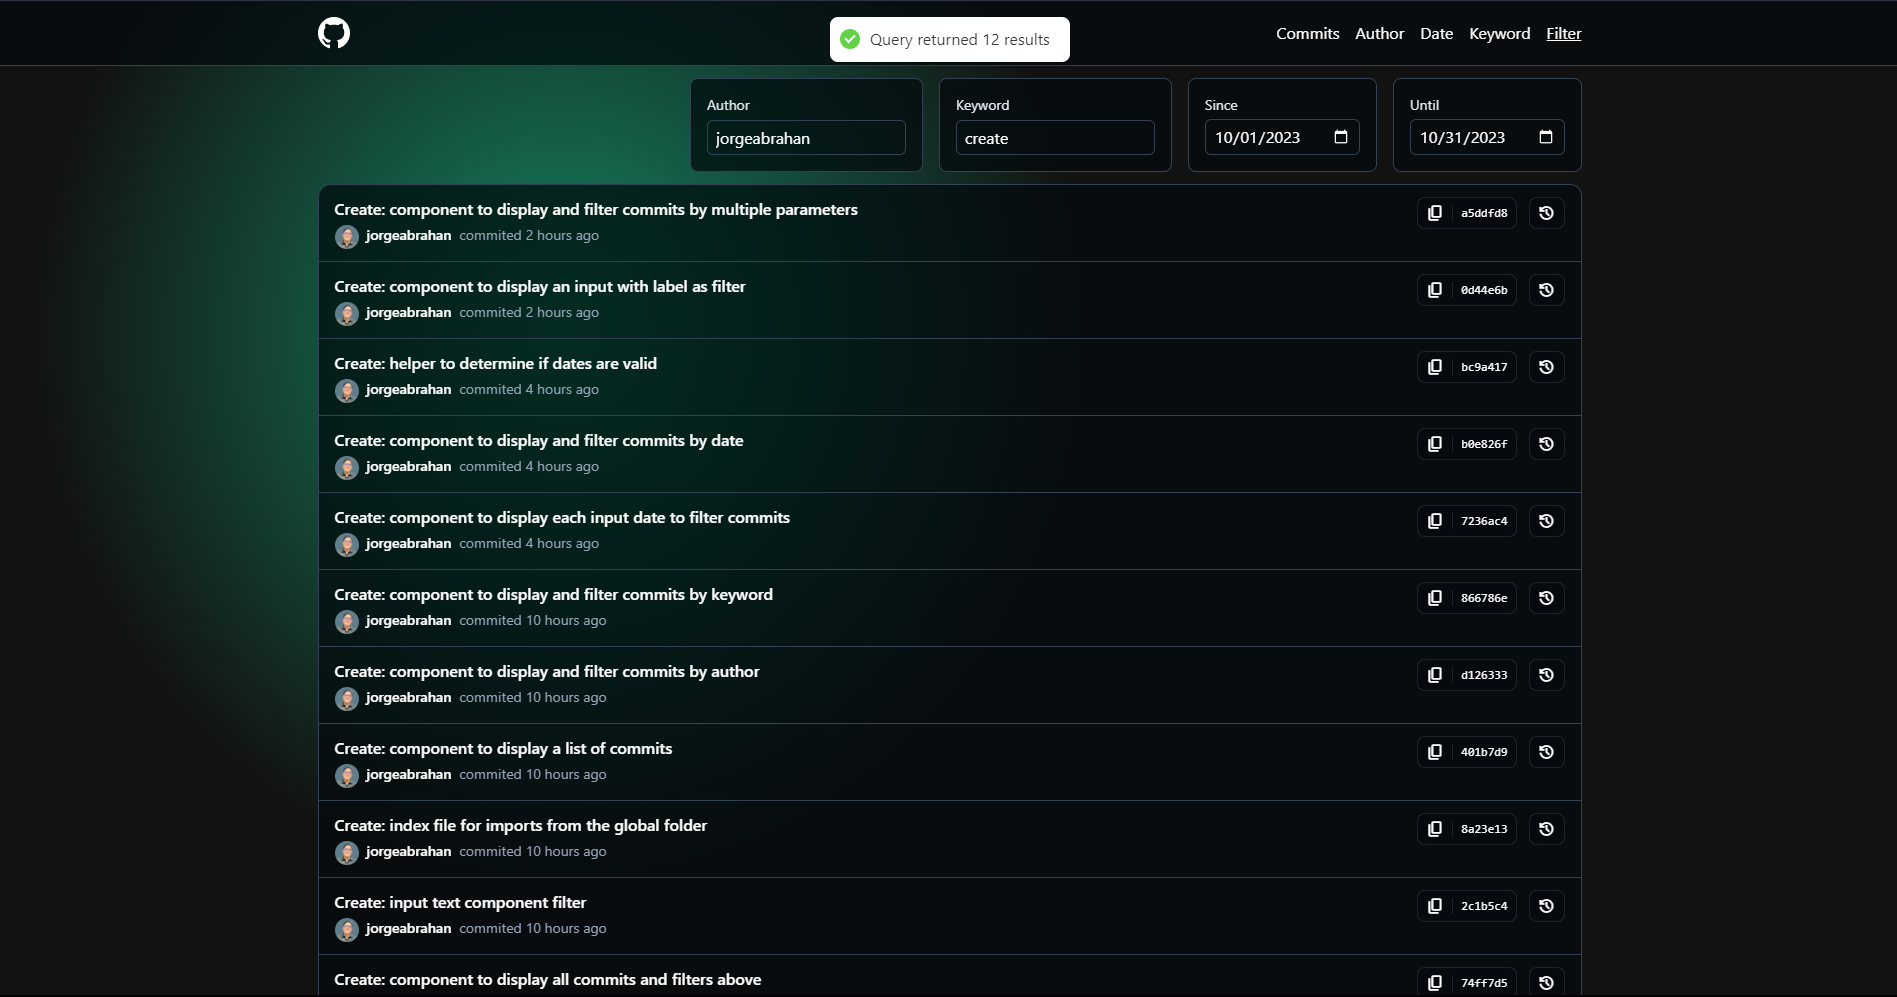 Query returned 12 results
Commits Author Date Keyword Filter
Author Keyword Since Until
jorgeabrahan create 10/01/2023 10/31/2023
Create: component to display and filter commits by multiple parameters a5ddfd8
jorgeabrahan commited 2 hours ago
Create: component to display an input with label as filter 0d44e6b
jorgeabrahan commited 2 hours ago
Create: helper to determine if dates are valid bc9a417
jorgeabrahan commited 4 hours ago
Create: component to display and filter commits by date b0e826f
jorgeabrahan commited 4 hours ago
Create: component to display each input date to filter commits 7236ac4
jorgeabrahan commited 4 hours ago
Create: component to display and filter commits by keyword 866786e
jorgeabrahan commited 10 hours ago
Create: component to display and filter commits by author d126333
jorgeabrahan commited 10 hours ago
Create: component to display a list of commits 401b7d9
jorgeabrahan commited 10 hours ago
Create: index file for imports from the global folder 8a23e13
jorgeabrahan commited 10 hours ago
Create: input text component filter 2c1b5c4
jorgeabrahan commited 10 hours ago
Create: component to display all commits and filters above 74ff7d5